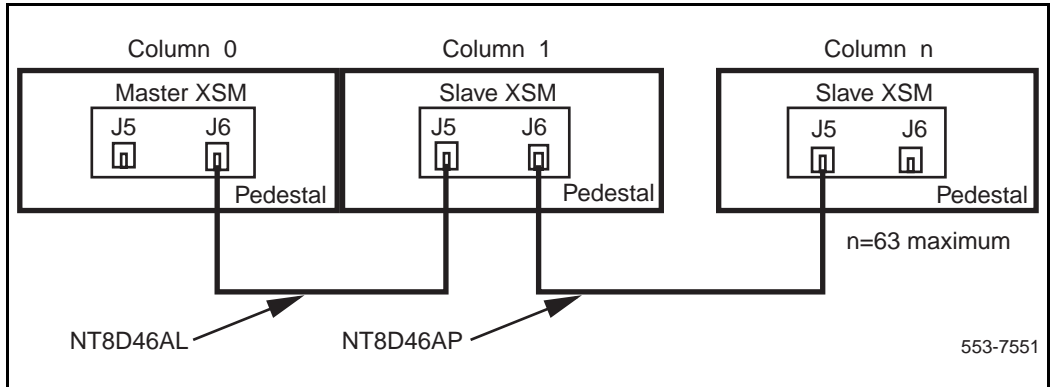 Column 0
Column 1
Column n
Master XSM
Slave XSM
Slave XSM
J5
J6
J5
J6
J5
J6
Pedestal
Pedestal
Pedestal
n=63 maximum
NT8D46AL
NT8D46AP
553-7551